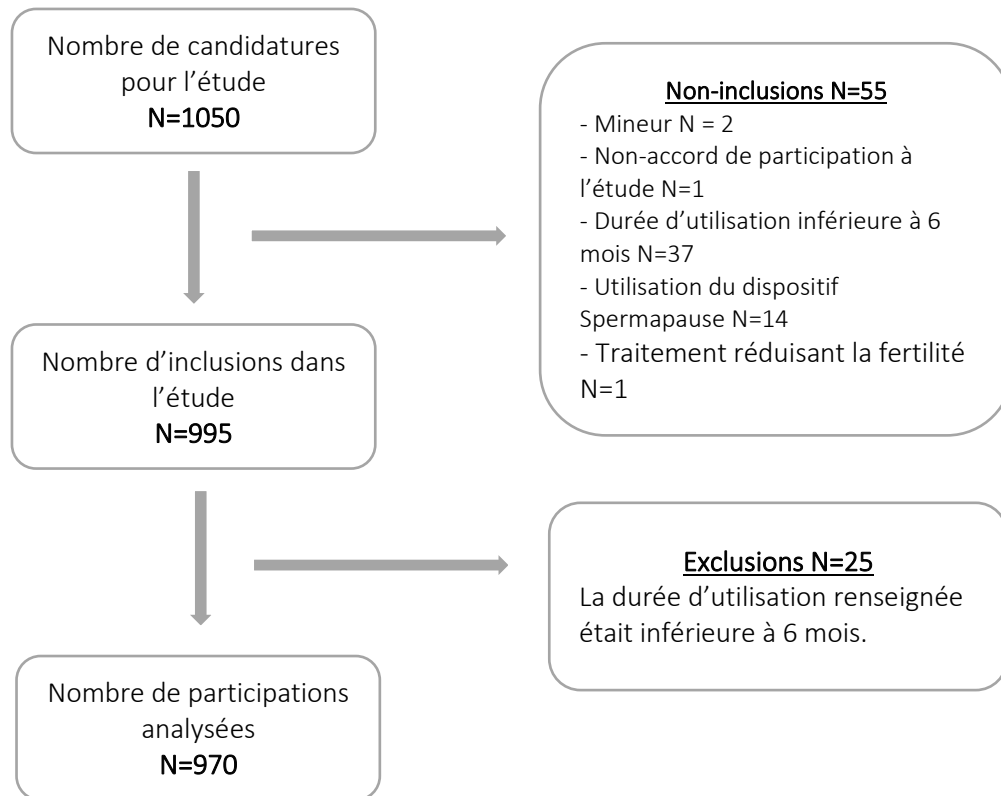 Nombre de candidatures
pour l’étude
N=1050
Non-inclusions N=55
- Mineur N = 2
- Non-accord de participation à
l’étude N=1
- Durée d’utilisation inférieure à 6
mois N=37
- Utilisation du dispositif
Spermapause N=14
- Traitement réduisant la fertilité
N=1
Nombre d’inclusions dans
l’étude
N=995
Exclusions N=25
La durée d’utilisation renseignée
était inférieure à 6 mois.
Nombre de participations
analysées
N=970